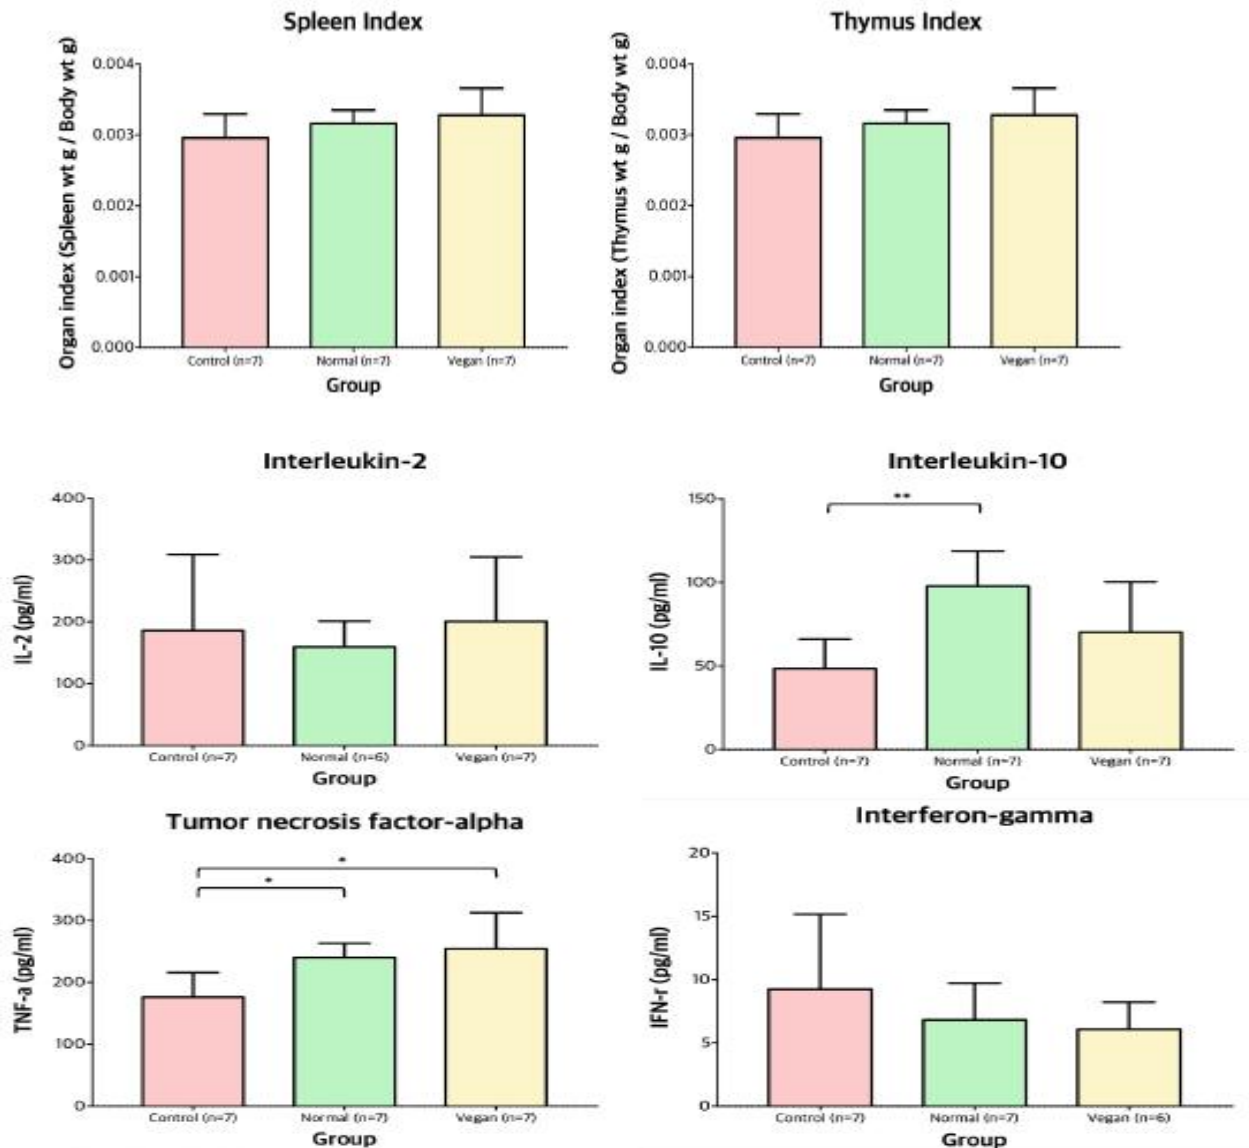 Spleen Index
Organ index (Spleen wt g / Body wt g)
0.004
0.003
0.002
0.001
0.000
Control (n=7) Normal (n=7) Vegan (n=7)
Group
Thymus Index
Organ index (Thymus wt g / Body wt g)
0.004
0.003
0.002
0.001
0.000
Control (n=7) Normal (n=7) Vegan (n=7)
Group
Interleukin-2
IL-2 (pg/ml)
400
300
200
100
0
Control (n=7) Normal (n=6) Vegan (n=7)
Group
Interleukin-10
IL-10 (pg/ml)
150
100
50
0
**
Control (n=7) Normal (n=7) Vegan (n=7)
Group
Tumor necrosis factor-alpha
TNF-a (pg/ml)
400
300
200
100
0
*
*
Control (n=7) Normal (n=7) Vegan (n=7)
Group
Interferon-gamma
IFN-r (pg/ml)
20
15
10
5
0
Control (n=7) Normal (n=7) Vegan (n=6)
Group